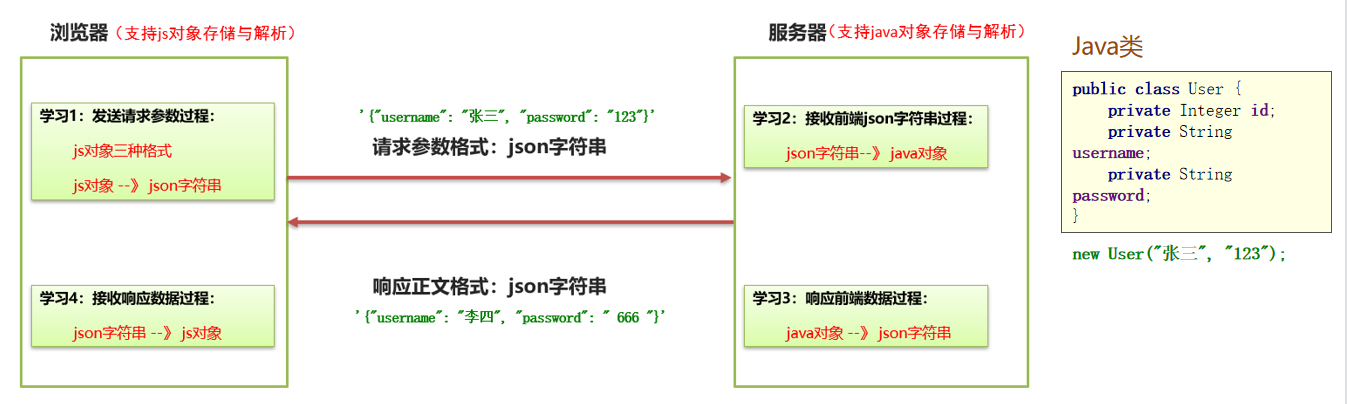 浏览器（支持js对象存储与解析）
学习1：发送请求参数过程：
js对象三种格式
js对象 --》 json字符串
学习4：接收响应数据过程：
json字符串 --》 js对象
'{"username": "张三", "password": "123"}'
请求参数格式：json字符串
响应正文格式：json字符串
'{"username": "李四", "password": " 666 "}'
服务器(支持java对象存储与解析）
学习2：接收前端json字符串过程：
json字符串--》 java对象
学习3：响应前端数据过程：
java对象 --》 json字符串
Java类
public class User {
private Integer id;
private String
username;
private String
password;
}
new User("张三", "123");